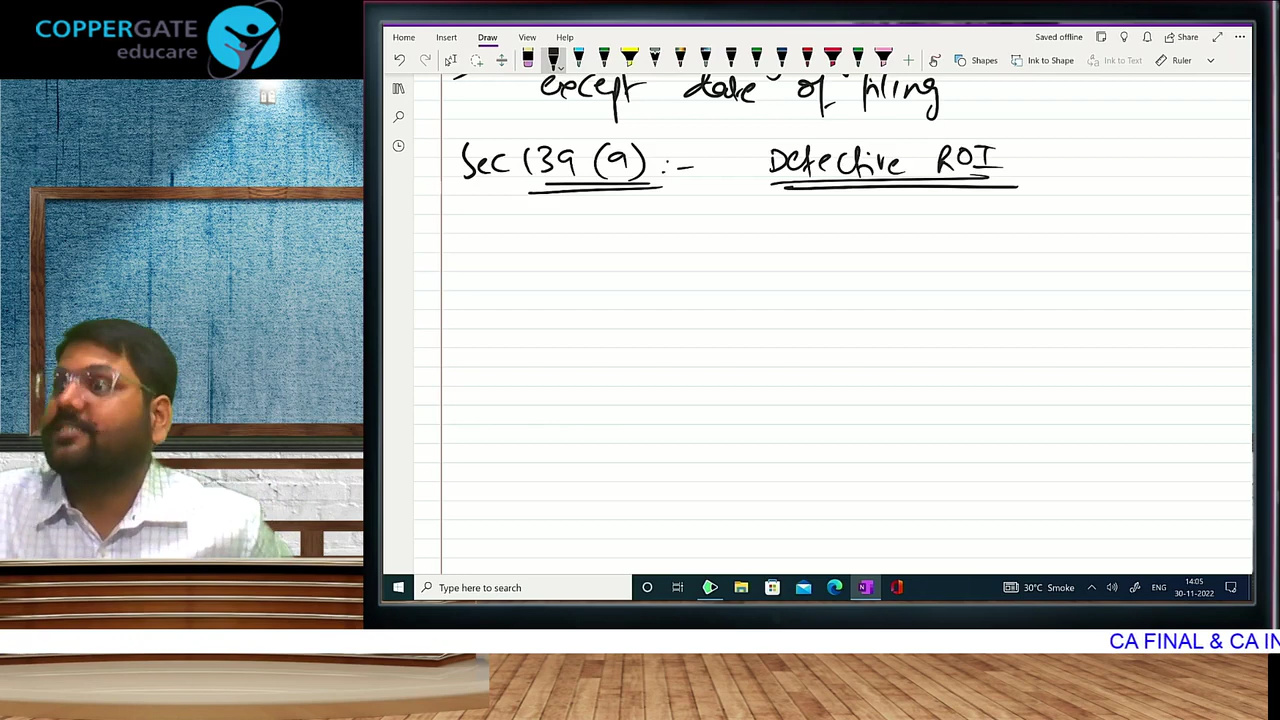 COPPERGATE
educare
Home Insert Draw View Help
Saved offline
Share
Shapes Ink to Shape Ink to Text Ruler
except date of filing
Sec 139 (9) :- Defective ROI
Type here to search
30°C Smoke
ENG
14:05
30-11-2022
CA FINAL & CA IN